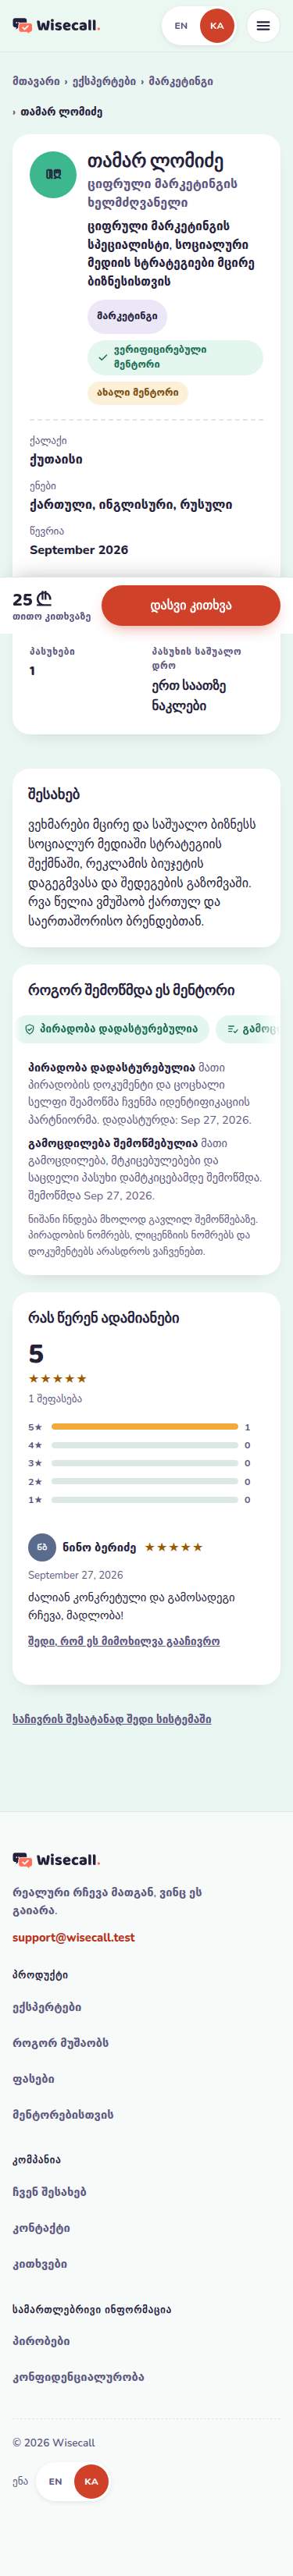 Wisecall.
EN KA
მთავარი › ექსპერტები › მარკეტინგი
› თამარ ლომიძე
თამარ ლომიძე
ციფრული მარკეტინგის
ხელმძღვანელი
ციფრული მარკეტინგის
სპეციალისტი, სოციალური
მედიის სტრატეგიები მცირე
ბიზნესისთვის
მარკეტინგი
ვერიფიცირებული
მენტორი
ახალი მენტორი
ქალაქი
ქუთაისი
ენები
ქართული, ინგლისური, რუსული
წევრია
September 2026
25 ₾
თითო კითხვაზე
დასვი კითხვა
პასუხები
1
პასუხის საშუალო
დრო
ერთ საათზე
ნაკლები
შესახებ
ვეხმარები მცირე და საშუალო ბიზნესს
სოციალურ მედიაში სტრატეგიის
შექმნაში, რეკლამის ბიუჯეტის
დაგეგმვასა და შედეგების გაზომვაში.
რვა წელია ვმუშაობ ქართულ და
საერთაშორისო ბრენდებთან.
როგორ შემოწმდა ეს მენტორი
პირადობა დადასტურებულია
პირადობა დადასტურებულია მათი
პირადობის დოკუმენტი და ცოცხალი
სელფი შეამოწმა ჩვენმა იდენტიფიკაციის
პარტნიორმა. დადასტურდა: Sep 27, 2026.
გამოცდილება შემოწმებულია მათი
გამოცდილება, მტკიცებულებები და
საცდელი პასუხი დამტკიცებამდე შემოწმდა.
შემოწმდა Sep 27, 2026.
ნიშანი ჩნდება მხოლოდ გავლილ შემოწმებაზე.
პირადობის ნომრებს, ლიცენზიის ნომრებს და
დოკუმენტებს არასდროს ვაჩვენებთ.
რას წერენ ადამიანები
5
★★★★★
1 შეფასება
5★ 1
4★ 0
3★ 0
2★ 0
1★ 0
ნბ ნინო ბერიძე ★★★★★
September 27, 2026
ძალიან კონკრეტული და გამოსადეგი
რჩევა, მადლობა!
შედი, რომ ეს მიმოხილვა გააჩივრო
საჩივრის შესატანად შედი სისტემაში
Wisecall.
რეალური რჩევა მათგან, ვინც ეს
გაიარა.
support@wisecall.test
პროდუქტი
ექსპერტები
როგორ მუშაობს
ფასები
მენტორებისთვის
კომპანია
ჩვენ შესახებ
კონტაქტი
კითხვები
სამართლებრივი ინფორმაცია
პირობები
კონფიდენციალურობა
© 2026 Wisecall
ენა EN KA